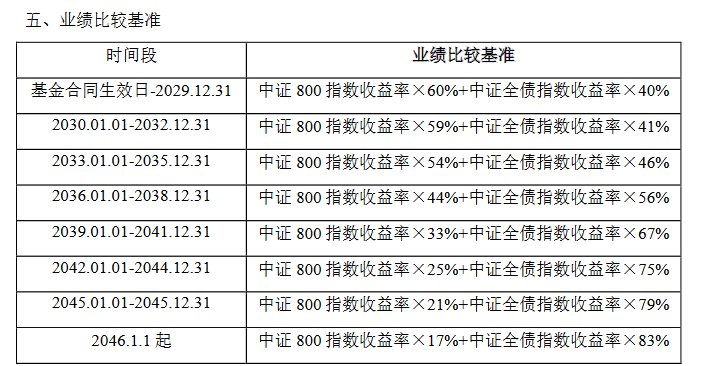 五、业绩比较基准
时间段 业绩比较基准
基金合同生效日-2029.12.31 中证 800 指数收益率×60%+中证全债指数收益率×40%
2030.01.01-2032.12.31 中证 800 指数收益率×59%+中证全债指数收益率×41%
2033.01.01-2035.12.31 中证 800 指数收益率×54%+中证全债指数收益率×46%
2036.01.01-2038.12.31 中证 800 指数收益率×44%+中证全债指数收益率×56%
2039.01.01-2041.12.31 中证 800 指数收益率×33%+中证全债指数收益率×67%
2042.01.01-2044.12.31 中证 800 指数收益率×25%+中证全债指数收益率×75%
2045.01.01-2045.12.31 中证 800 指数收益率×21%+中证全债指数收益率×79%
2046.1.1 起 中证 800 指数收益率×17%+中证全债指数收益率×83%